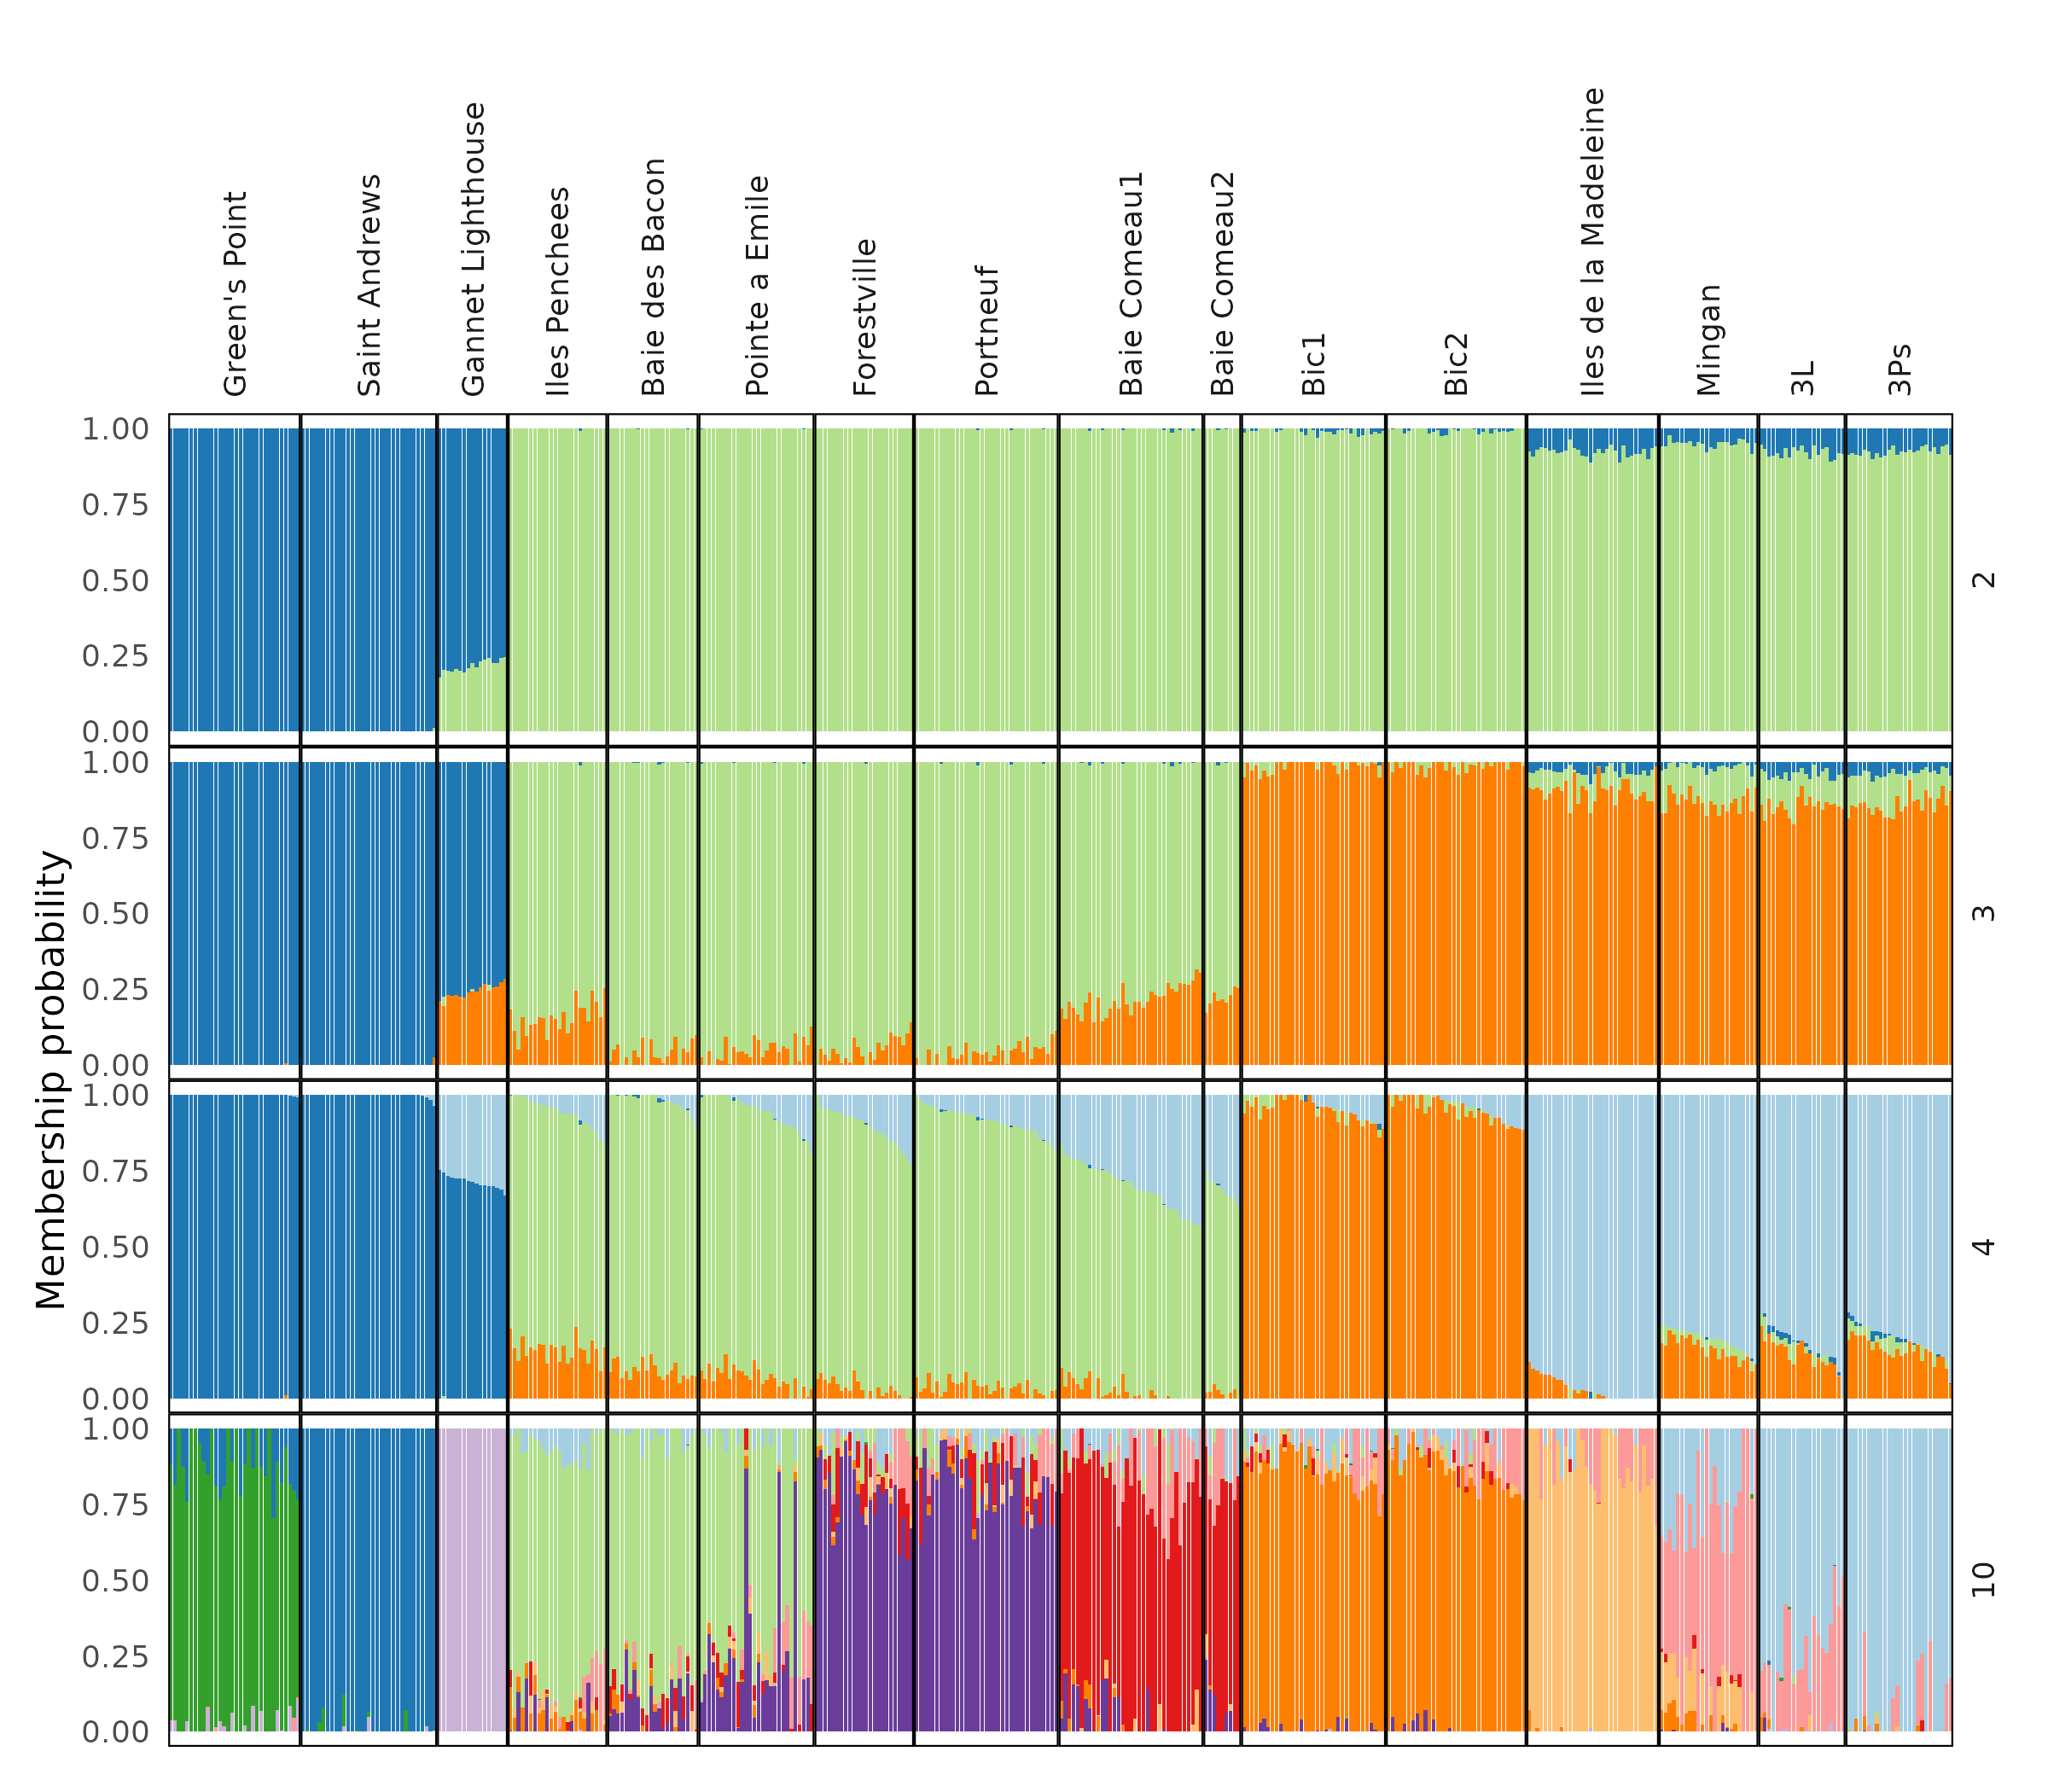 Green's Point
Saint Andrews
Gannet Lighthouse
Iles Penchees
Baie des Bacon
Pointe a Emile
Forestville
Portneuf
Baie Comeau1
Baie Comeau2
Bic1
Bic2
Iles de la Madeleine
Mingan
3L
3Ps
Membership probability
1.00
0.75
0.50
0.25
0.00
2
1.00
0.75
0.50
0.25
0.00
3
1.00
0.75
0.50
0.25
0.00
4
1.00
0.75
0.50
0.25
0.00
10